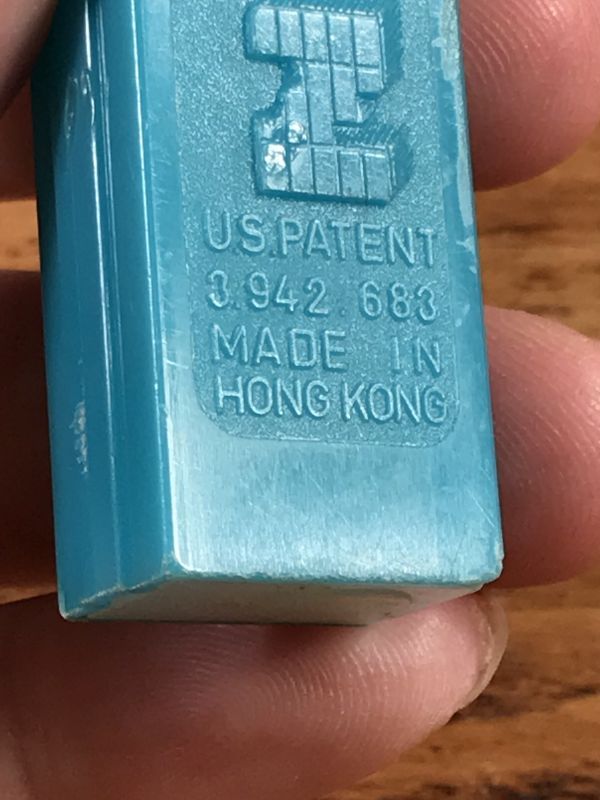 Z
U.S.PATENT
3.942.683
MADE IN
HONG KONG